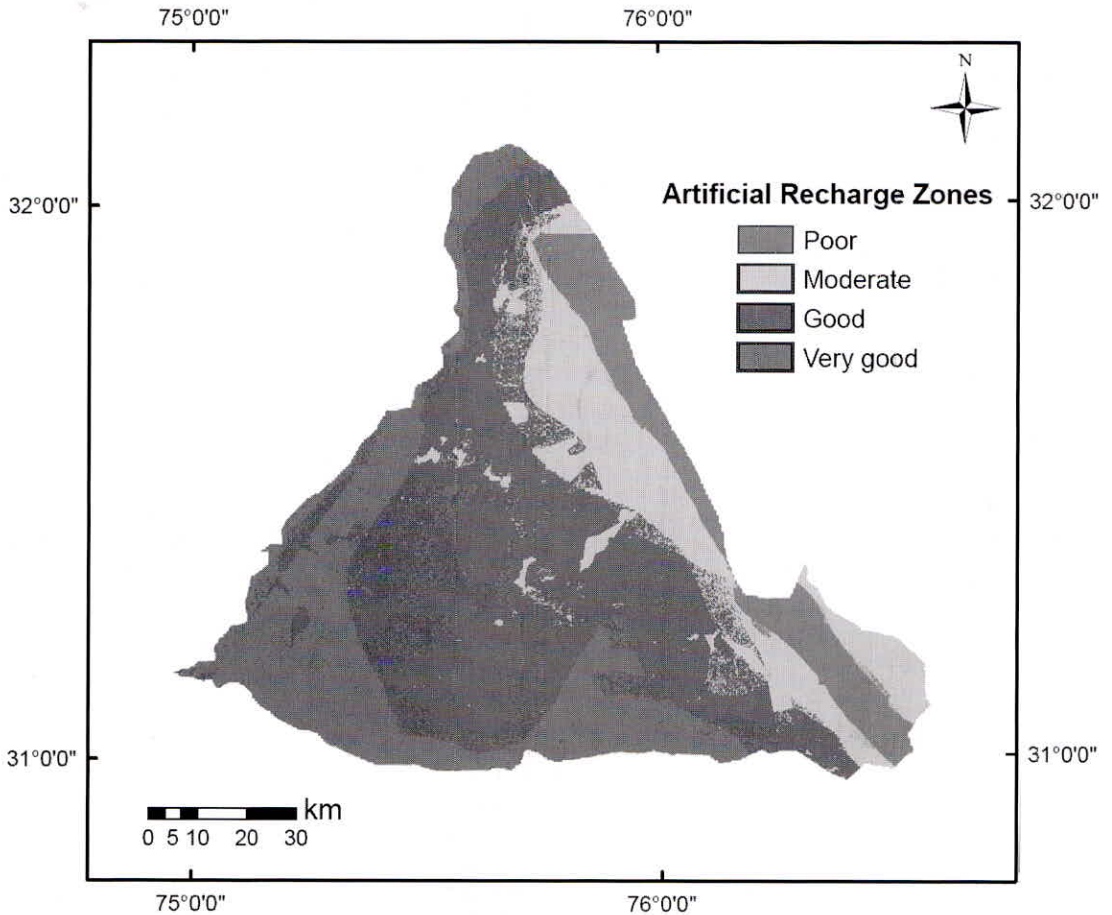 75°0'0" 76°0'0"
N
32°0'0" 32°0'0"
Artificial Recharge Zones
Poor
Moderate
Good
Very good
31°0'0" 31°0'0"
km
0 5 10 20 30
75°0'0" 76°0'0"